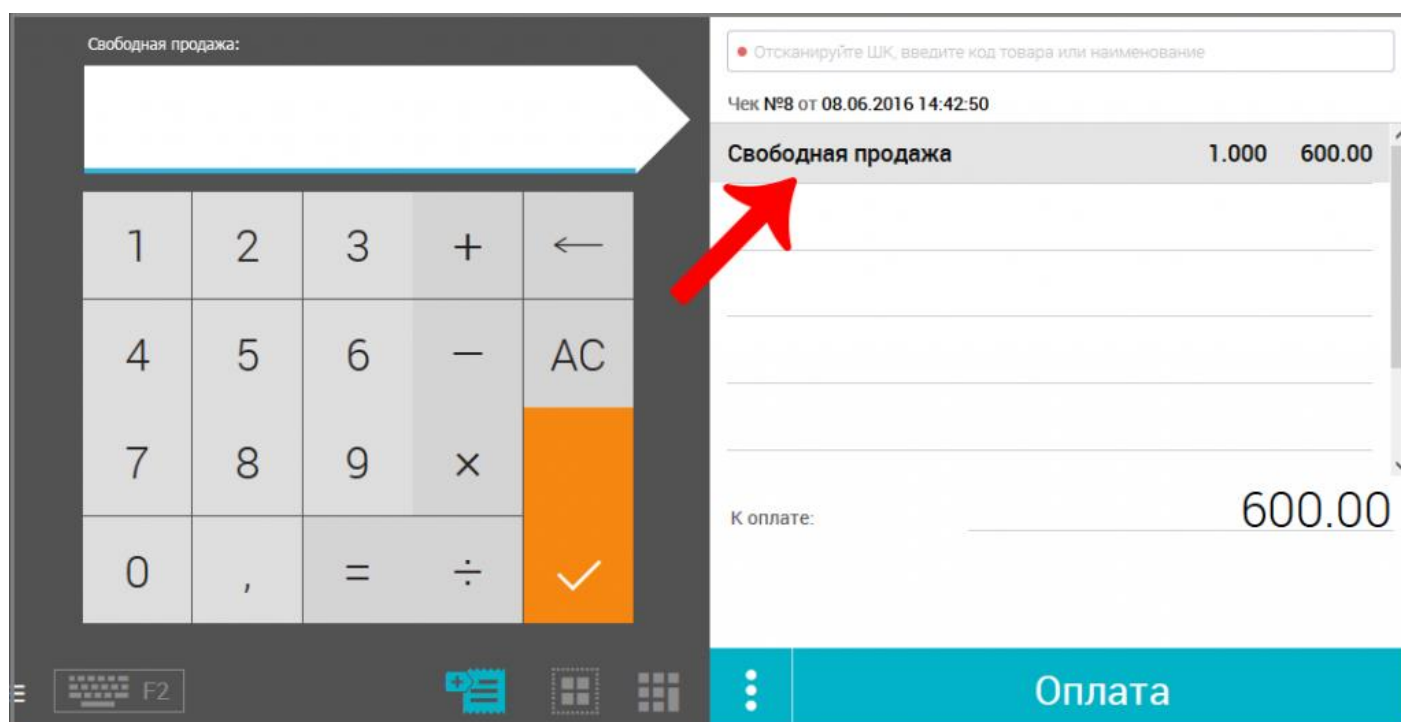 Свободная продажа:
1 2 3 + ←
4 5 6 − AC
7 8 9 ×
0 , = ÷
F2
Отсканируйте ШК, введите код товара или наименование
Чек №8 от 08.06.2016 14:42:50
Свободная продажа 1.000 600.00
К оплате: 600.00
Оплата